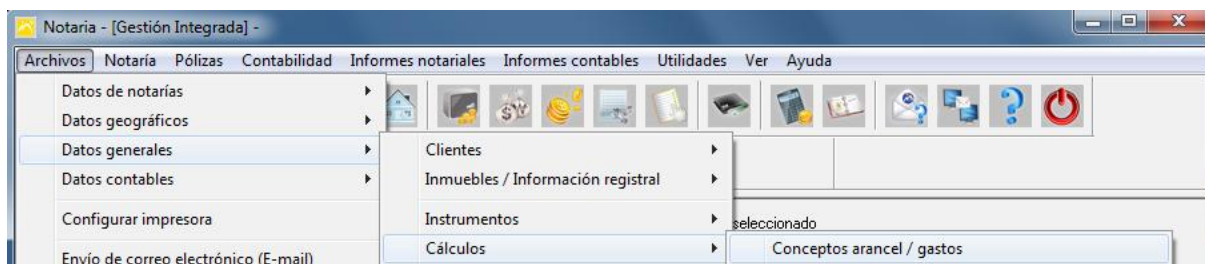 Notaria - [Gestión Integrada] -
Archivos Notaría Pólizas Contabilidad Informes notariales Informes contables Utilidades Ver Ayuda
Datos de notarías
Datos geográficos
Datos generales Clientes
Datos contables Inmuebles / Información registral
Configurar impresora Instrumentos seleccionado
Envío de correo electrónico (E-mail) Cálculos Conceptos arancel / gastos